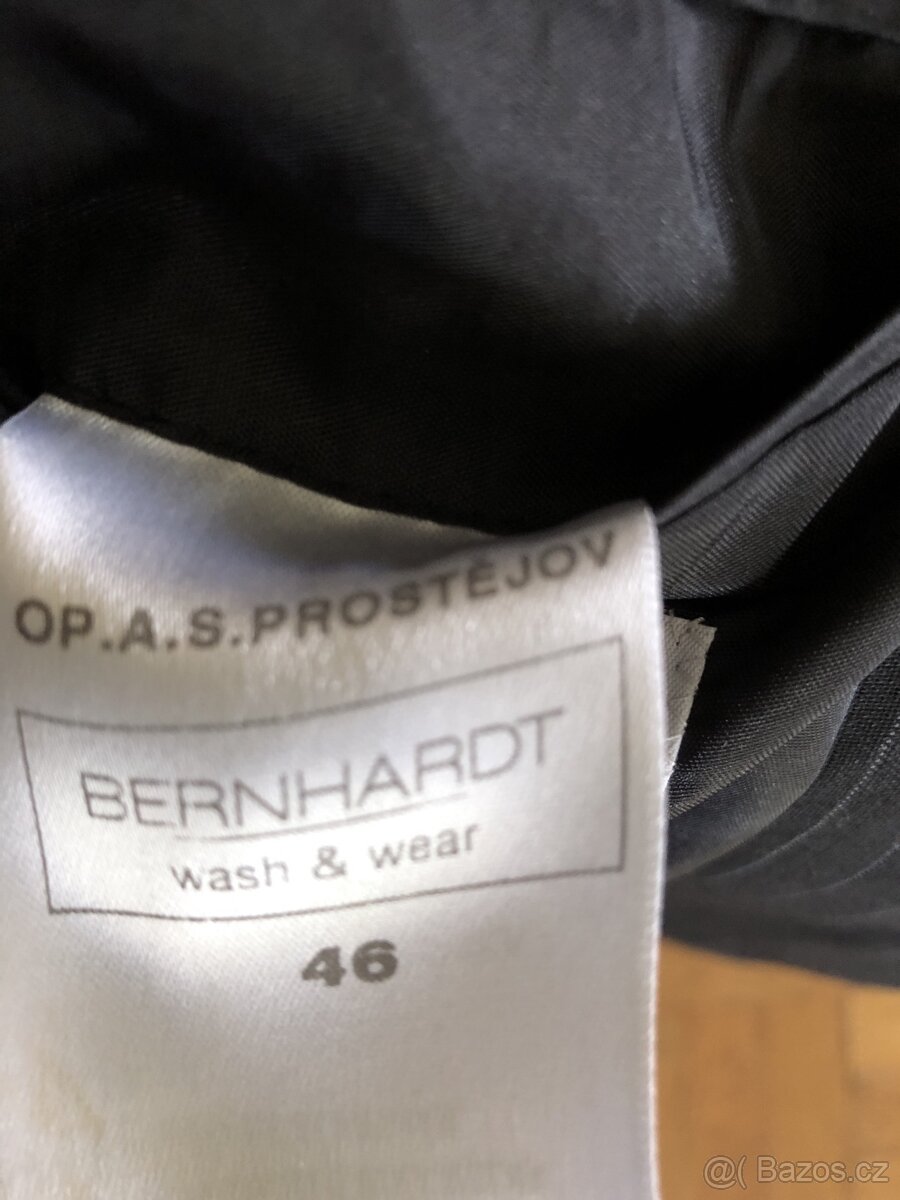 OP.A.S.PROSTĚJOV
BERNHARDT
wash & wear
46
@( Bazos.cz